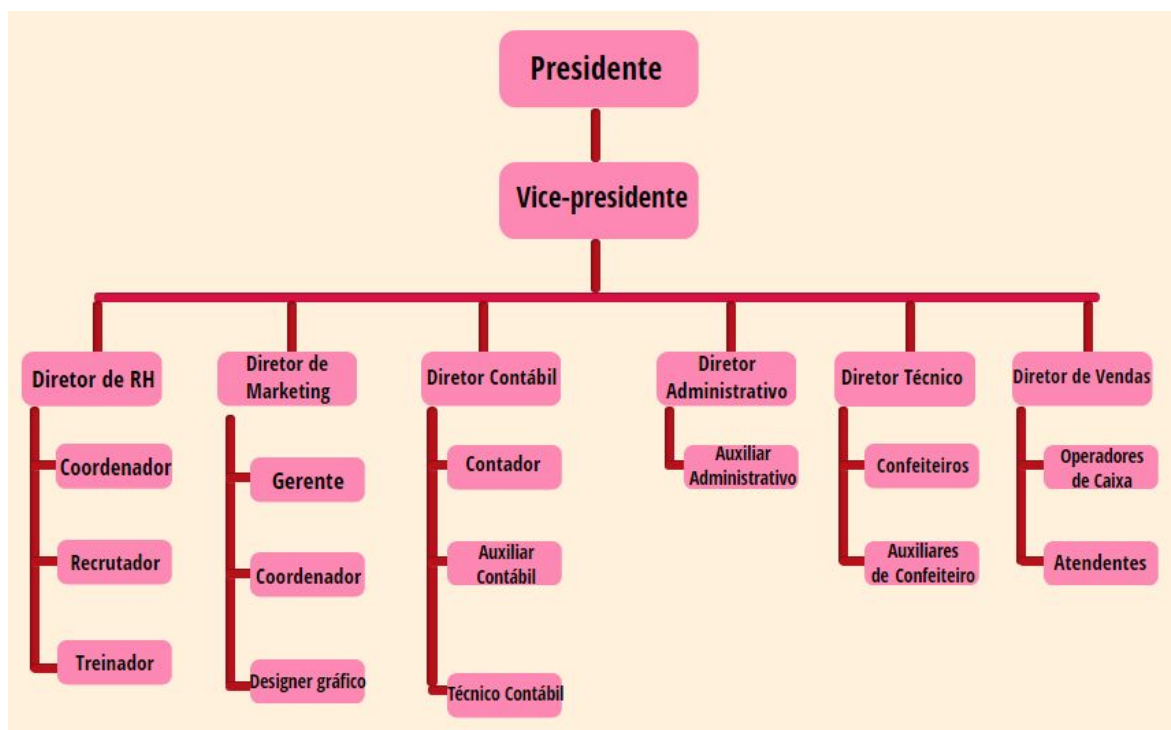 Presidente
Vice-presidente
Diretor de RH
Coordenador
Recrutador
Treinador
Diretor de
Marketing
Gerente
Coordenador
Designer gráfico
Diretor Contábil
Contador
Auxiliar
Contábil
Técnico Contábil
Diretor
Administrativo
Auxiliar
Administrativo
Diretor Técnico
Confeiteiros
Auxiliares
de Confeiteiro
Diretor de Vendas
Operadores
de Caixa
Atendentes